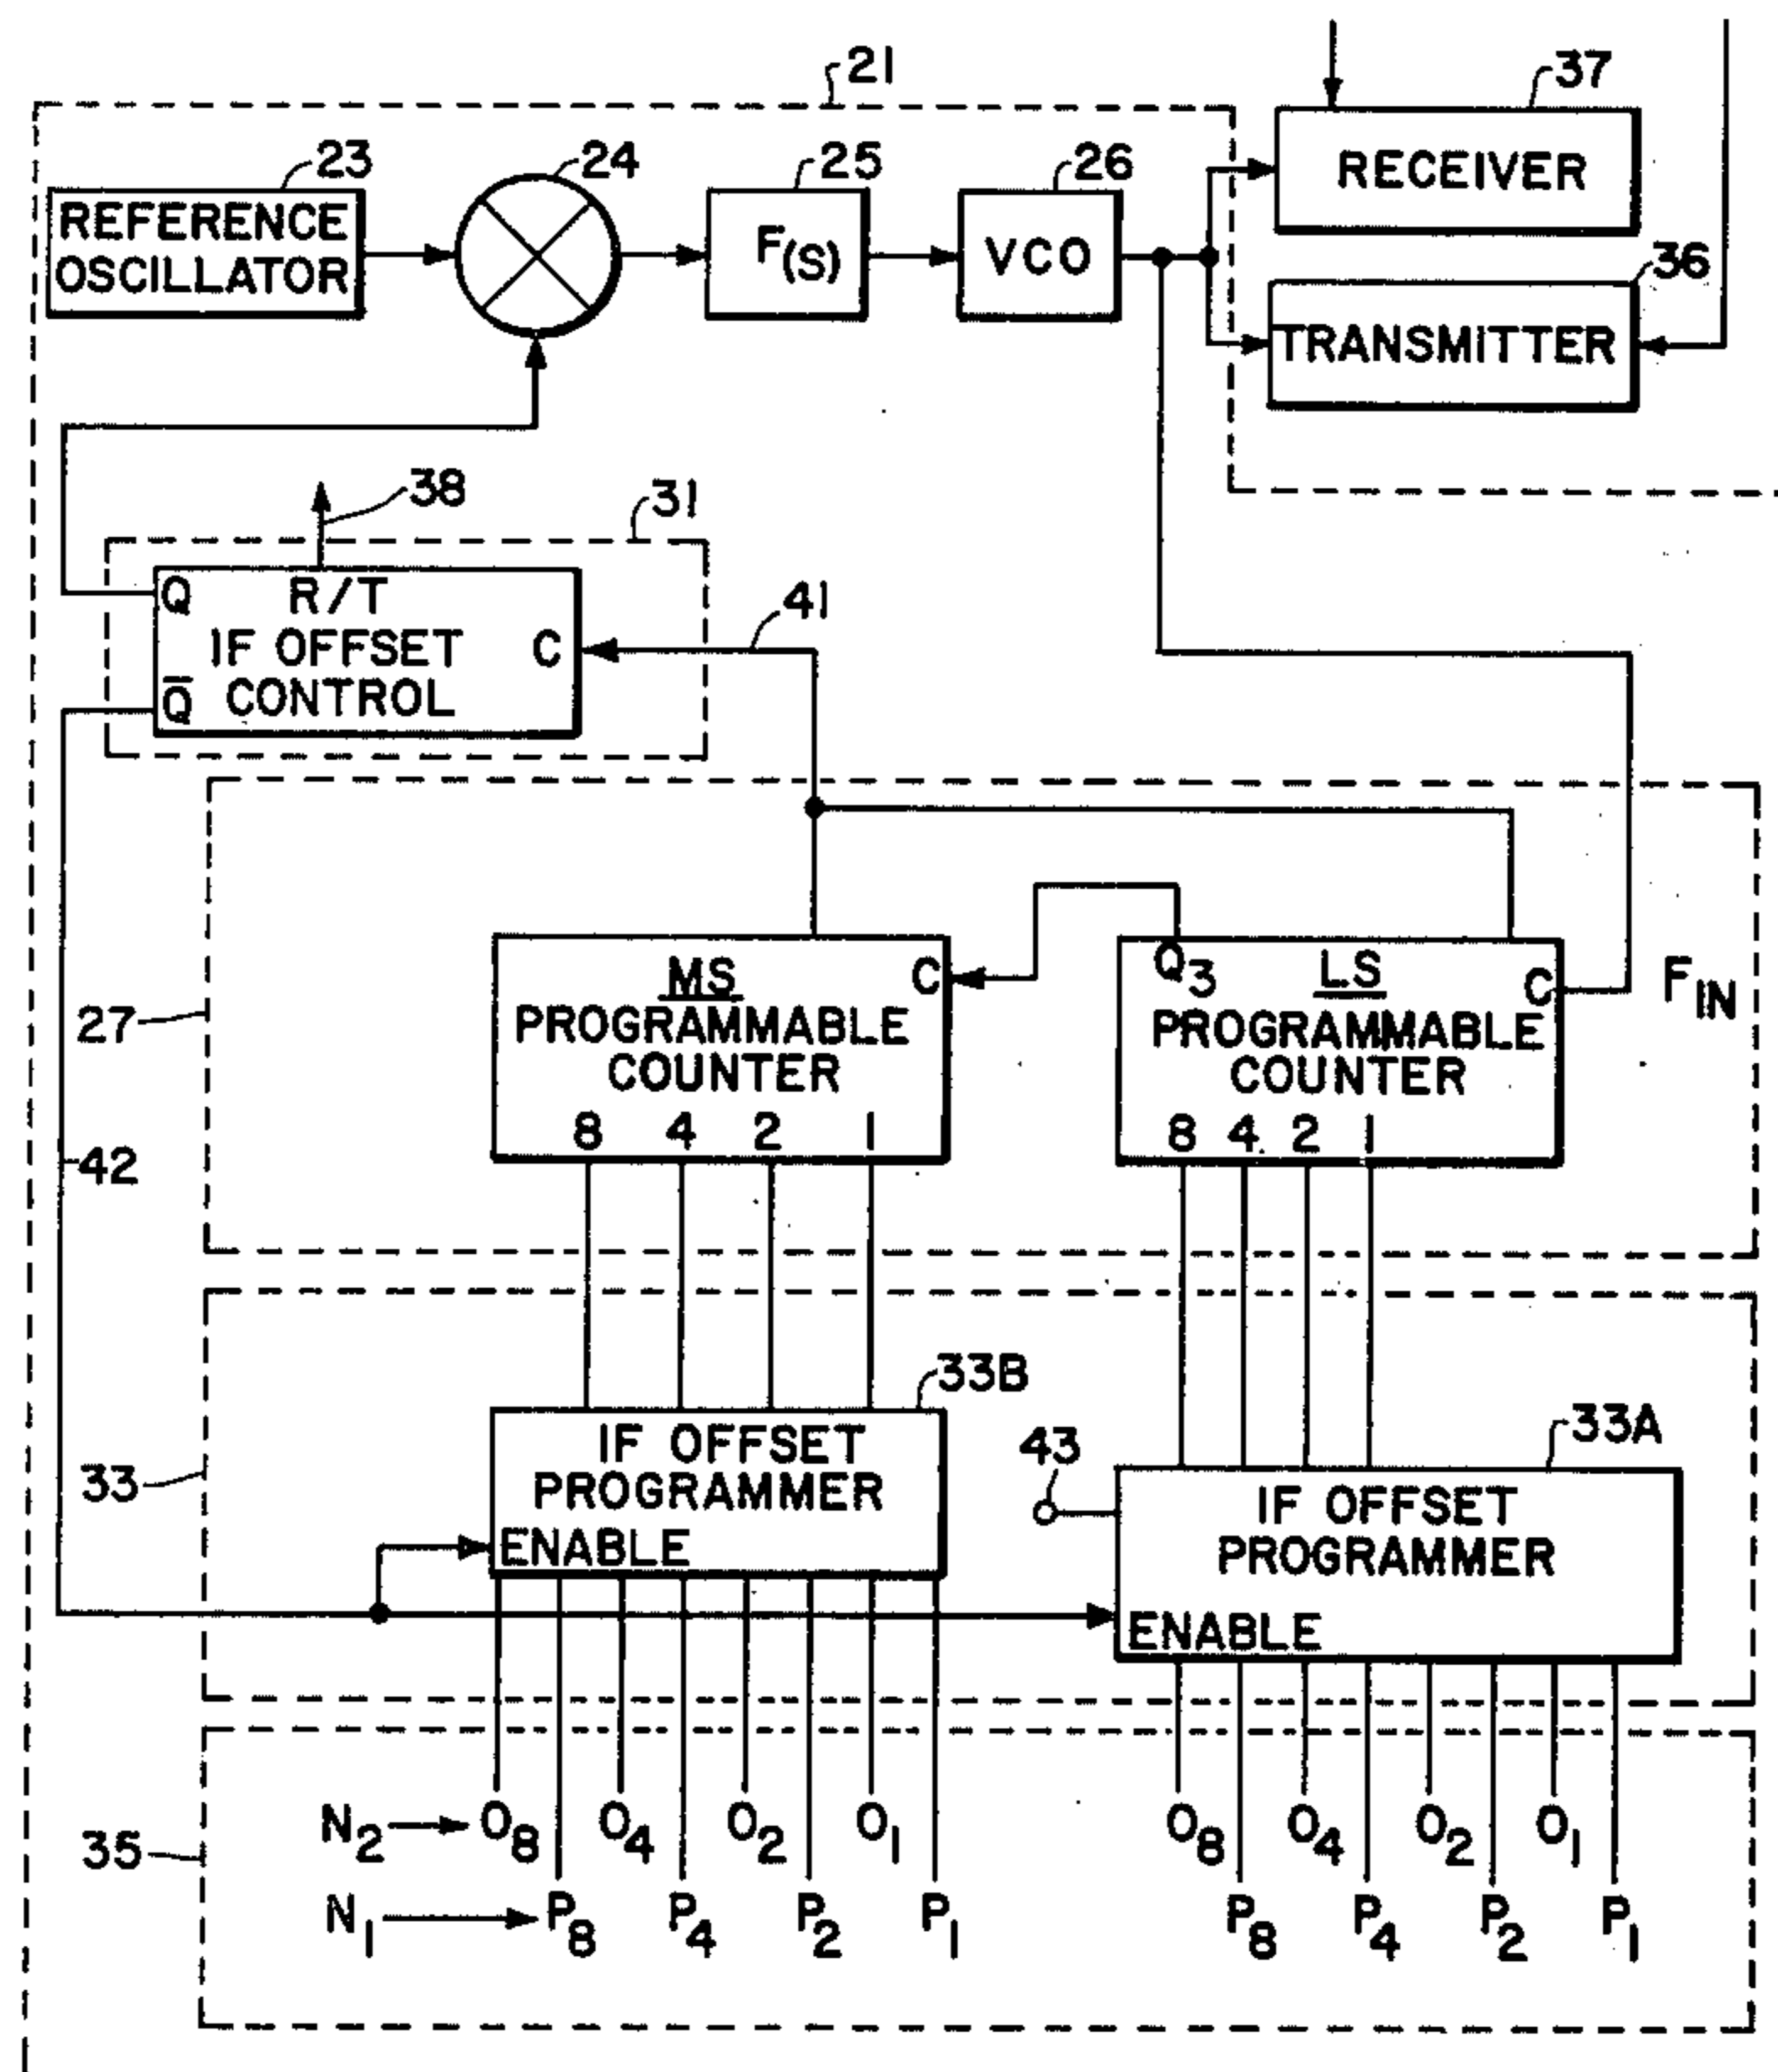 21
37
23
24
25
26
RECEIVER
REFERENCE
OSCILLATOR
F(S)
VCO
36
TRANSMITTER
38
31
Q
R/T
IF OFFSET
CONTROL
Q̅
C
41
27
MS
PROGRAMMABLE
COUNTER
C
8 4 2 1
Q3
LS
C
PROGRAMMABLE
COUNTER
8 4 2 1
FIN
42
33B
33
IF OFFSET
PROGRAMMER
ENABLE
43
33A
IF OFFSET
PROGRAMMER
ENABLE
35
N2 O8 O4 O2 O1 O8 O4 O2 O1
N1 P8 P4 P2 P1 P8 P4 P2 P1